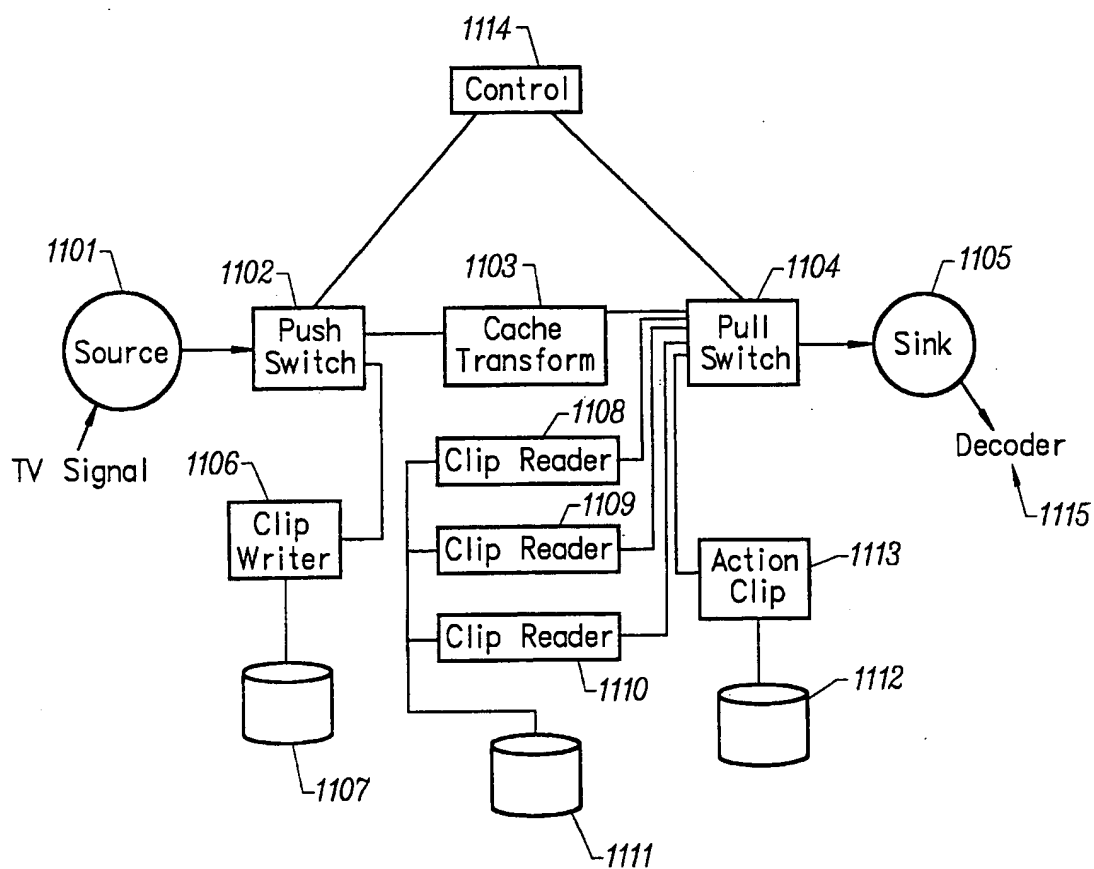 1114
Control
1101
1102
1103
1104
1105
Source
Push
Switch
Cache
Transform
Pull
Switch
Sink
TV Signal
Decoder
1115
1106
Clip
Writer
1107
1108
Clip Reader
1109
Clip Reader
Clip Reader
1110
1111
Action
Clip
1113
1112